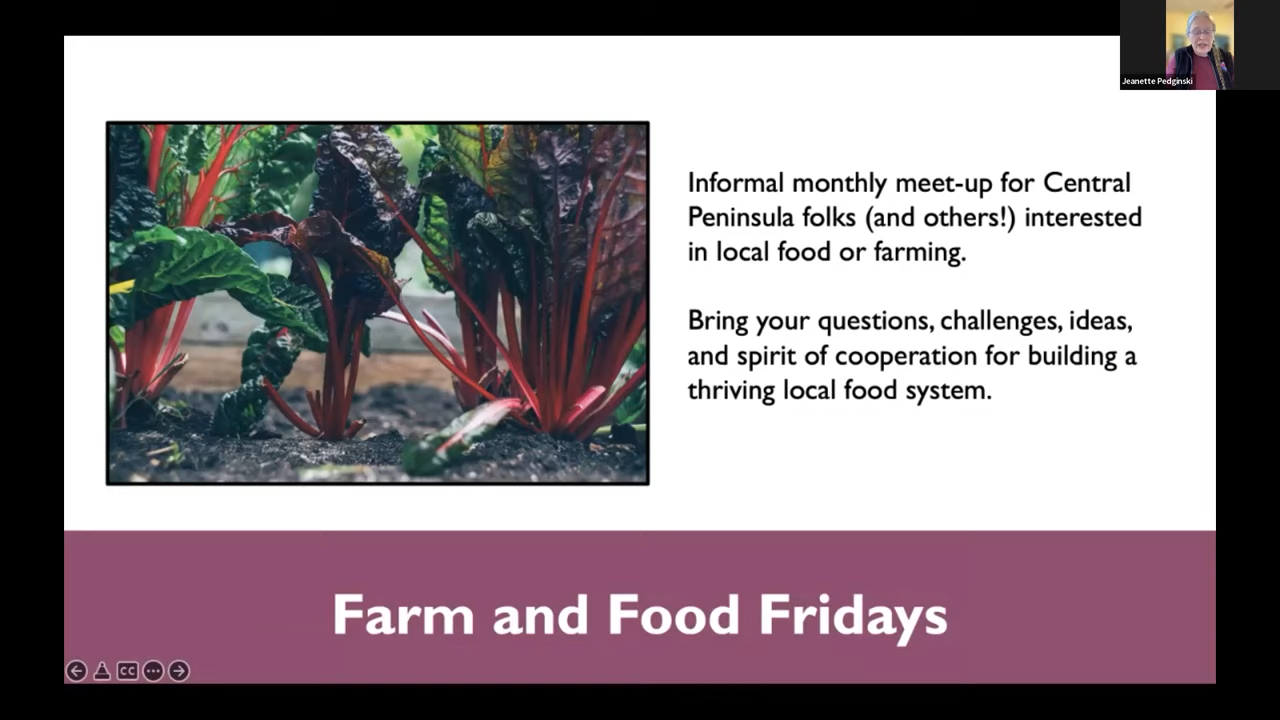 Jeanette Pedginski
Informal monthly meet-up for Central
Peninsula folks (and others!) interested
in local food or farming.
Bring your questions, challenges, ideas,
and spirit of cooperation for building a
thriving local food system.
Farm and Food Fridays
CC